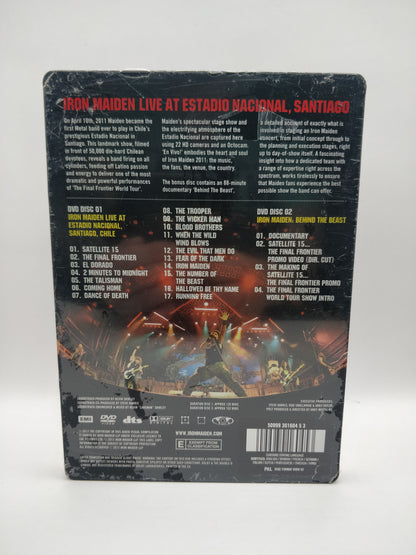 IRON MAIDEN LIVE AT ESTADIO NACIONAL, SANTIAGO
On April 10th, 2011 Maiden became the
first Metal band ever to play in Chile's
prestigious Estadio Nacional in
Santiago. This landmark show, filmed
in front of 50,000 die-hard Chilean
devotees, reveals a band firing on all
cylinders, feeding off Latino passion
and energy to deliver one of the most
dramatic and powerful performances
of 'The Final Frontier World Tour'.
Maiden's spectacular stage show and
the electrifying atmosphere of the
Estadio Nacional are captured here
using 22 HD cameras and an Octocam.
'En Vivo!' embodies the heart and soul
of Iron Maiden 2011; the music,
the fans, the venue, the country.
The bonus disc contains an 88-minute
documentary 'Behind The Beast',
a detailed account of exactly what is
involved in staging an Iron Maiden
concert, from initial concept through to
the planning and execution stages, right
up to day-of-show itself. A fascinating
insight into how a dedicated team with
a range of expertise right across the
spectrum, works tirelessly to ensure that
Maiden fans experience the best
possible show the band can deliver.
DVD DISC 01
IRON MAIDEN LIVE AT
ESTADIO NACIONAL,
SANTIAGO, CHILE
01. SATELLITE 15
02. THE FINAL FRONTIER
03. EL DORADO
04. 2 MINUTES TO MIDNIGHT
05. THE TALISMAN
06. COMING HOME
07. DANCE OF DEATH
08. THE TROOPER
09. THE WICKER MAN
10. BLOOD BROTHERS
11. WHEN THE WILD
WIND BLOWS
12. THE EVIL THAT MEN DO
13. FEAR OF THE DARK
14. IRON MAIDEN
15. THE NUMBER OF
THE BEAST
16. HALLOWED BE THY NAME
17. RUNNING FREE
DVD DISC 02
IRON MAIDEN: BEHIND THE BEAST
01. DOCUMENTARY
02. SATELLITE 15...
THE FINAL FRONTIER
PROMO VIDEO (DIR. CUT)
03. THE MAKING OF
SATELLITE 15...
THE FINAL FRONTIER PROMO
04. THE FINAL FRONTIER
WORLD TOUR SHOW INTRO
EMI
DVD
dts
E EXEMPT FROM
CLASSIFICATION
WWW.IRONMAIDEN.COM
50999 301604 9 3